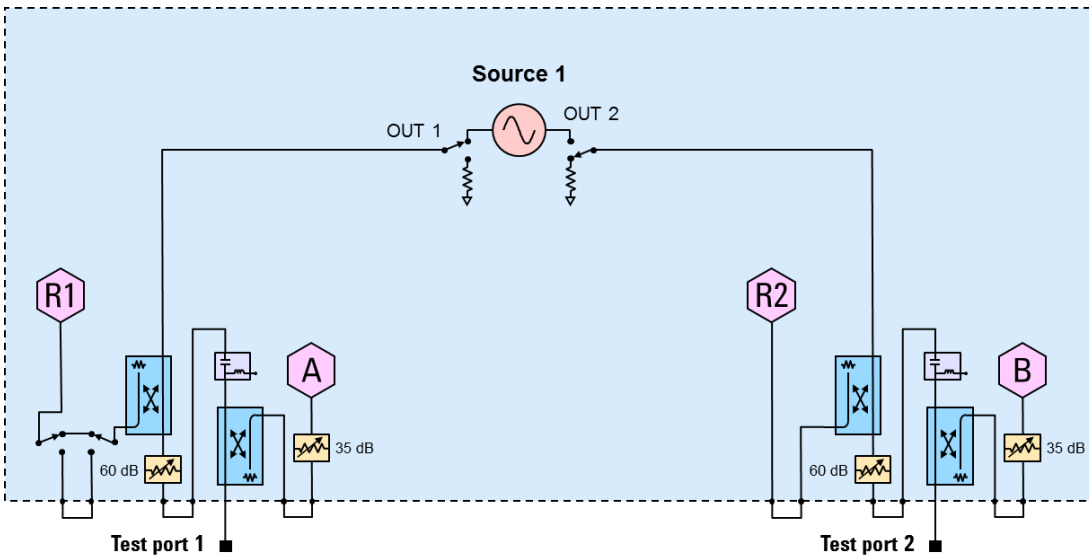 Source 1
OUT 1
OUT 2
R1
A
R2
B
60 dB
35 dB
60 dB
35 dB
Test port 1
Test port 2